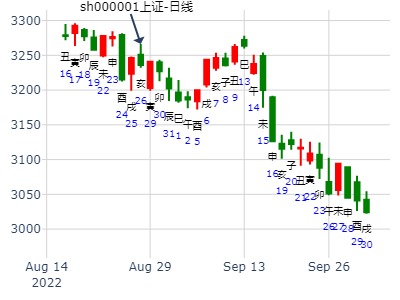 sh000001上证-日线
3300
3250
3200
3150
3100
3050
3000
丑
16
寅
17
卯
18
辰
19
未
22
申
23
酉
24
戌
25
亥
26
寅
29
卯
30
辰
31
巳
1
午
2
酉
5
戌
6
亥
7
子
8
丑
9
巳
13
午
14
未
15
申
16
亥
19
子
20
丑
21
寅
22
卯
23
午
26
未
27
申
28
酉
29
戌
30
Aug 14
2022
Aug 29
Sep 13
Sep 26